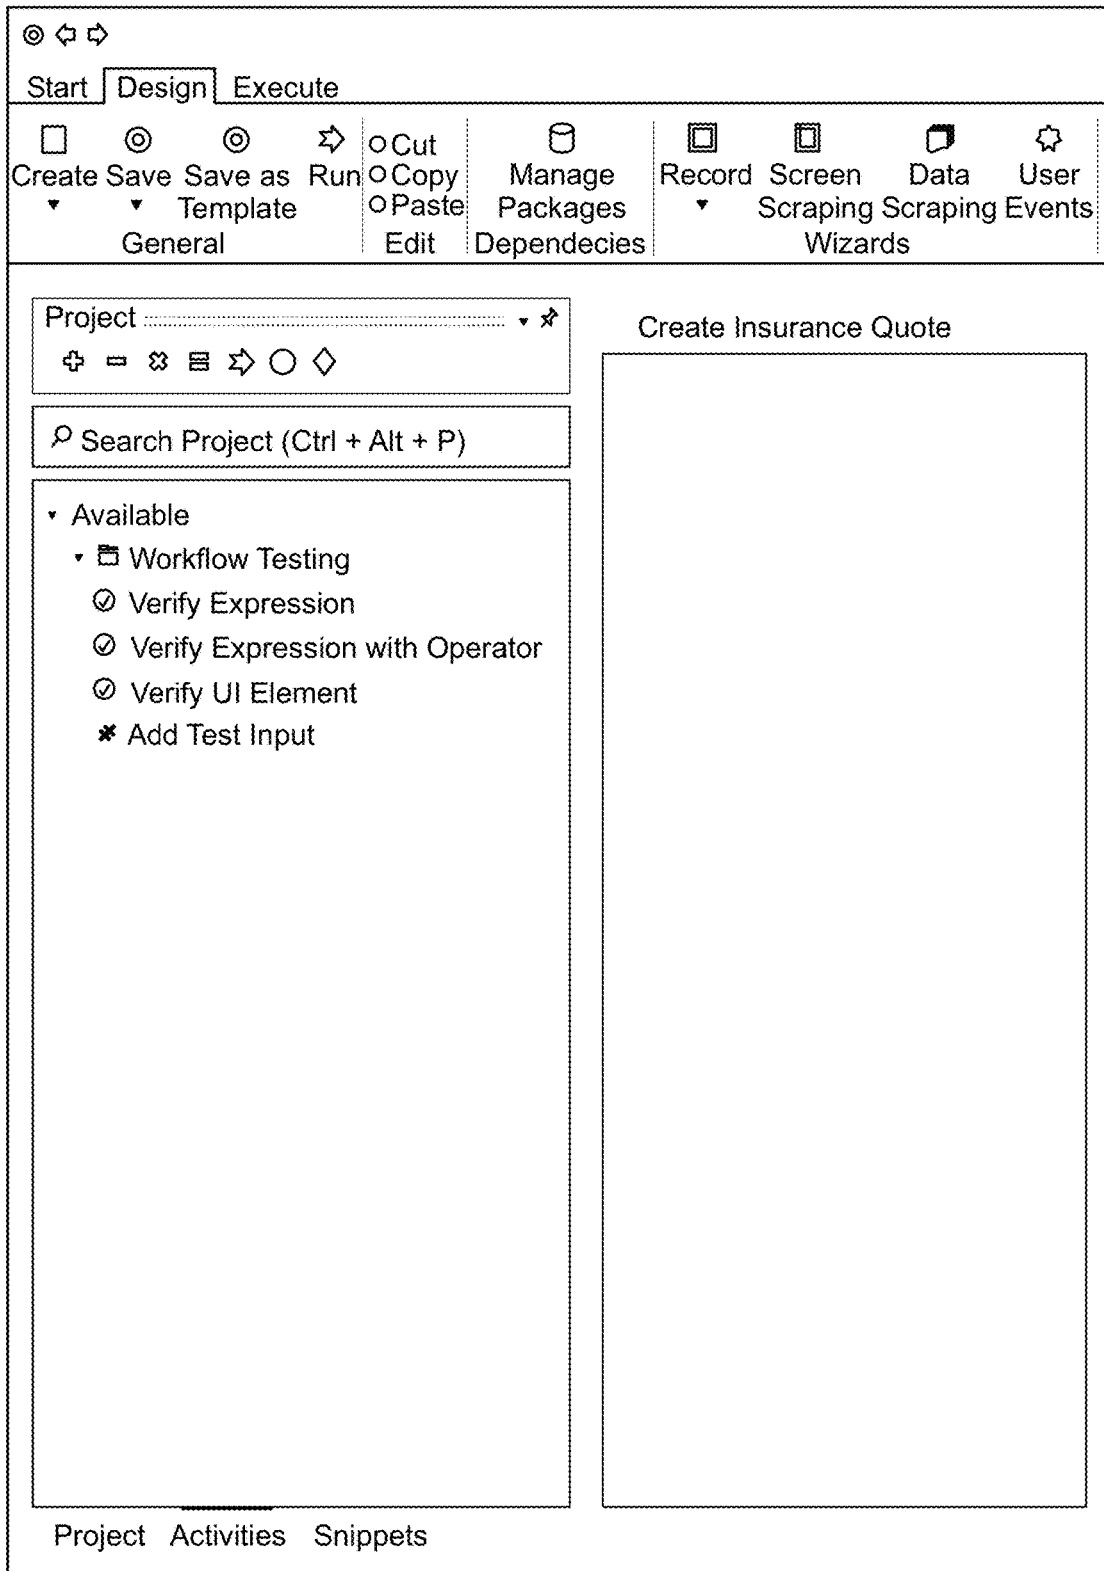 Start Design Execute
Create Save Save as Run Cut Manage Record Screen Data User
Copy
Template Paste Packages Scraping Scraping Events
General Edit Dependecies Wizards
Project
Create Insurance Quote
Search Project (Ctrl + Alt + P)
Available
Workflow Testing
Verify Expression
Verify Expression with Operator
Verify UI Element
Add Test Input
Project Activities Snippets